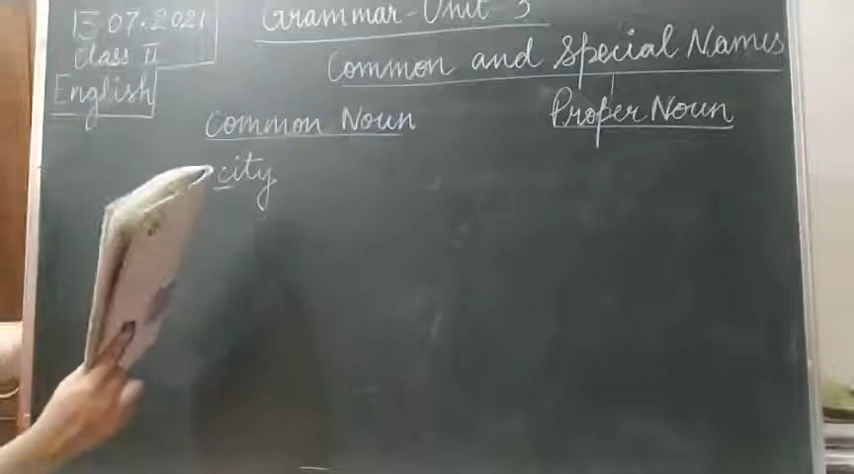 13.07.2021
Class II
English
Grammar-Unit-3
Common and Special Names
Common Noun
Proper Noun
city